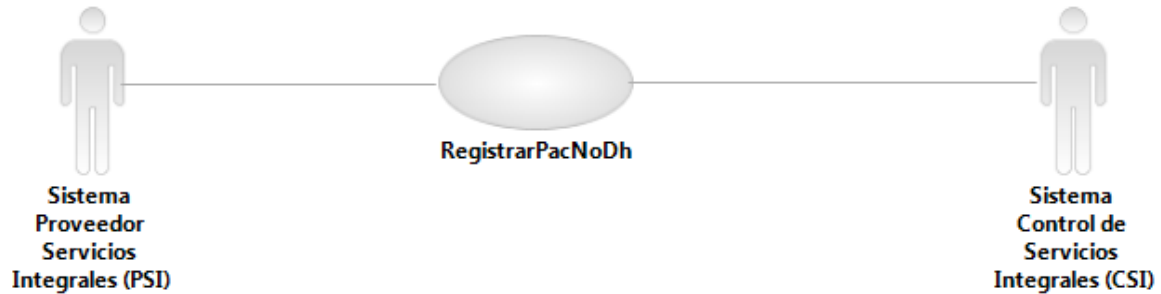 RegistrarPacNoDh
Sistema
Proveedor
Servicios
Integrales (PSI)
Sistema
Control de
Servicios
Integrales (CSI)